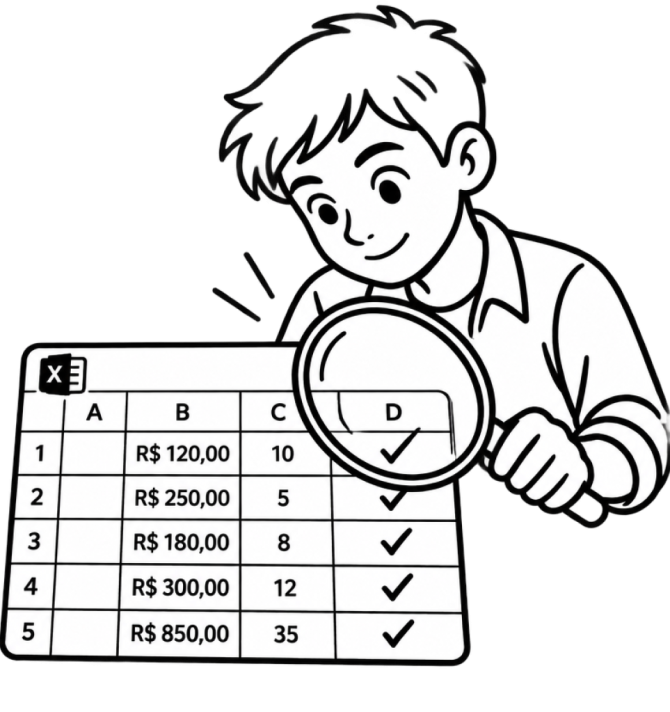 X
A B C D
1 R$ 120,00 10 ✓
2 R$ 250,00 5 ✓
3 R$ 180,00 8 ✓
4 R$ 300,00 12 ✓
5 R$ 850,00 35 ✓